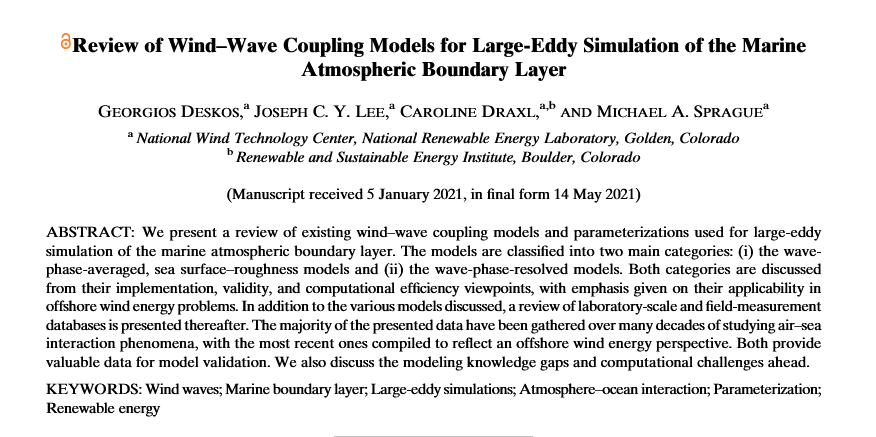 Review of Wind–Wave Coupling Models for Large-Eddy Simulation of the Marine
Atmospheric Boundary Layer
GEORGIOS DESKOS,a JOSEPH C. Y. LEE,a CAROLINE DRAXL,a,b AND MICHAEL A. SPRAGUEa
a National Wind Technology Center, National Renewable Energy Laboratory, Golden, Colorado
b Renewable and Sustainable Energy Institute, Boulder, Colorado
(Manuscript received 5 January 2021, in final form 14 May 2021)
ABSTRACT: We present a review of existing wind–wave coupling models and parameterizations used for large-eddy
simulation of the marine atmospheric boundary layer. The models are classified into two main categories: (i) the wave-
phase-averaged, sea surface–roughness models and (ii) the wave-phase-resolved models. Both categories are discussed
from their implementation, validity, and computational efficiency viewpoints, with emphasis given on their applicability in
offshore wind energy problems. In addition to the various models discussed, a review of laboratory-scale and field-measurement
databases is presented thereafter. The majority of the presented data have been gathered over many decades of studying air–sea
interaction phenomena, with the most recent ones compiled to reflect an offshore wind energy perspective. Both provide
valuable data for model validation. We also discuss the modeling knowledge gaps and computational challenges ahead.
KEYWORDS: Wind waves; Marine boundary layer; Large-eddy simulations; Atmosphere–ocean interaction; Parameterization;
Renewable energy